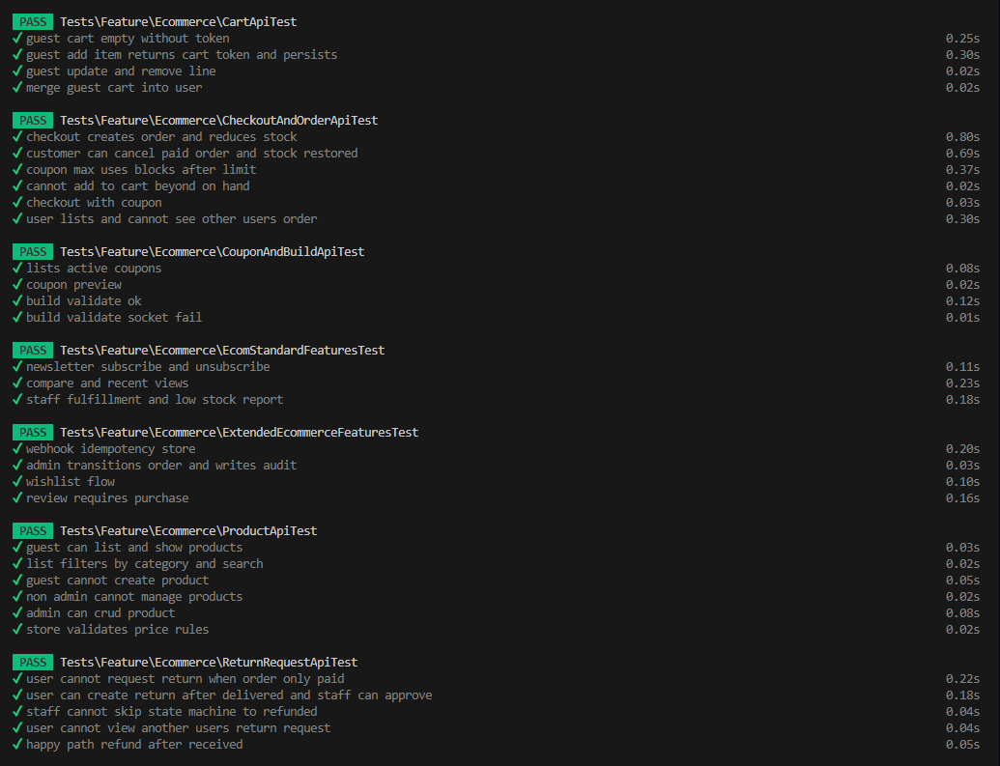 PASS Tests\Feature\Ecommerce\CartApiTest
✓ guest cart empty without token 0.25s
✓ guest add item returns cart token and persists 0.30s
✓ guest update and remove line 0.02s
✓ merge guest cart into user 0.02s
PASS Tests\Feature\Ecommerce\CheckoutAndOrderApiTest
✓ checkout creates order and reduces stock 0.80s
✓ customer can cancel paid order and stock restored 0.69s
✓ coupon max uses blocks after limit 0.37s
✓ cannot add to cart beyond on hand 0.02s
✓ checkout with coupon 0.03s
✓ user lists and cannot see other users order 0.30s
PASS Tests\Feature\Ecommerce\CouponAndBuildApiTest
✓ lists active coupons 0.08s
✓ coupon preview 0.02s
✓ build validate ok 0.12s
✓ build validate socket fail 0.01s
PASS Tests\Feature\Ecommerce\EcomStandardFeaturesTest
✓ newsletter subscribe and unsubscribe 0.11s
✓ compare and recent views 0.23s
✓ staff fulfillment and low stock report 0.18s
PASS Tests\Feature\Ecommerce\ExtendedEcommerceFeaturesTest
✓ webhook idempotency store 0.20s
✓ admin transitions order and writes audit 0.03s
✓ wishlist flow 0.10s
✓ review requires purchase 0.16s
PASS Tests\Feature\Ecommerce\ProductApiTest
✓ guest can list and show products 0.03s
✓ list filters by category and search 0.02s
✓ guest cannot create product 0.05s
✓ non admin cannot manage products 0.02s
✓ admin can crud product 0.08s
✓ store validates price rules 0.02s
PASS Tests\Feature\Ecommerce\ReturnRequestApiTest
✓ user cannot request return when order only paid 0.22s
✓ user can create return after delivered and staff can approve 0.18s
✓ staff cannot skip state machine to refunded 0.04s
✓ user cannot view another users return request 0.04s
✓ happy path refund after received 0.05s